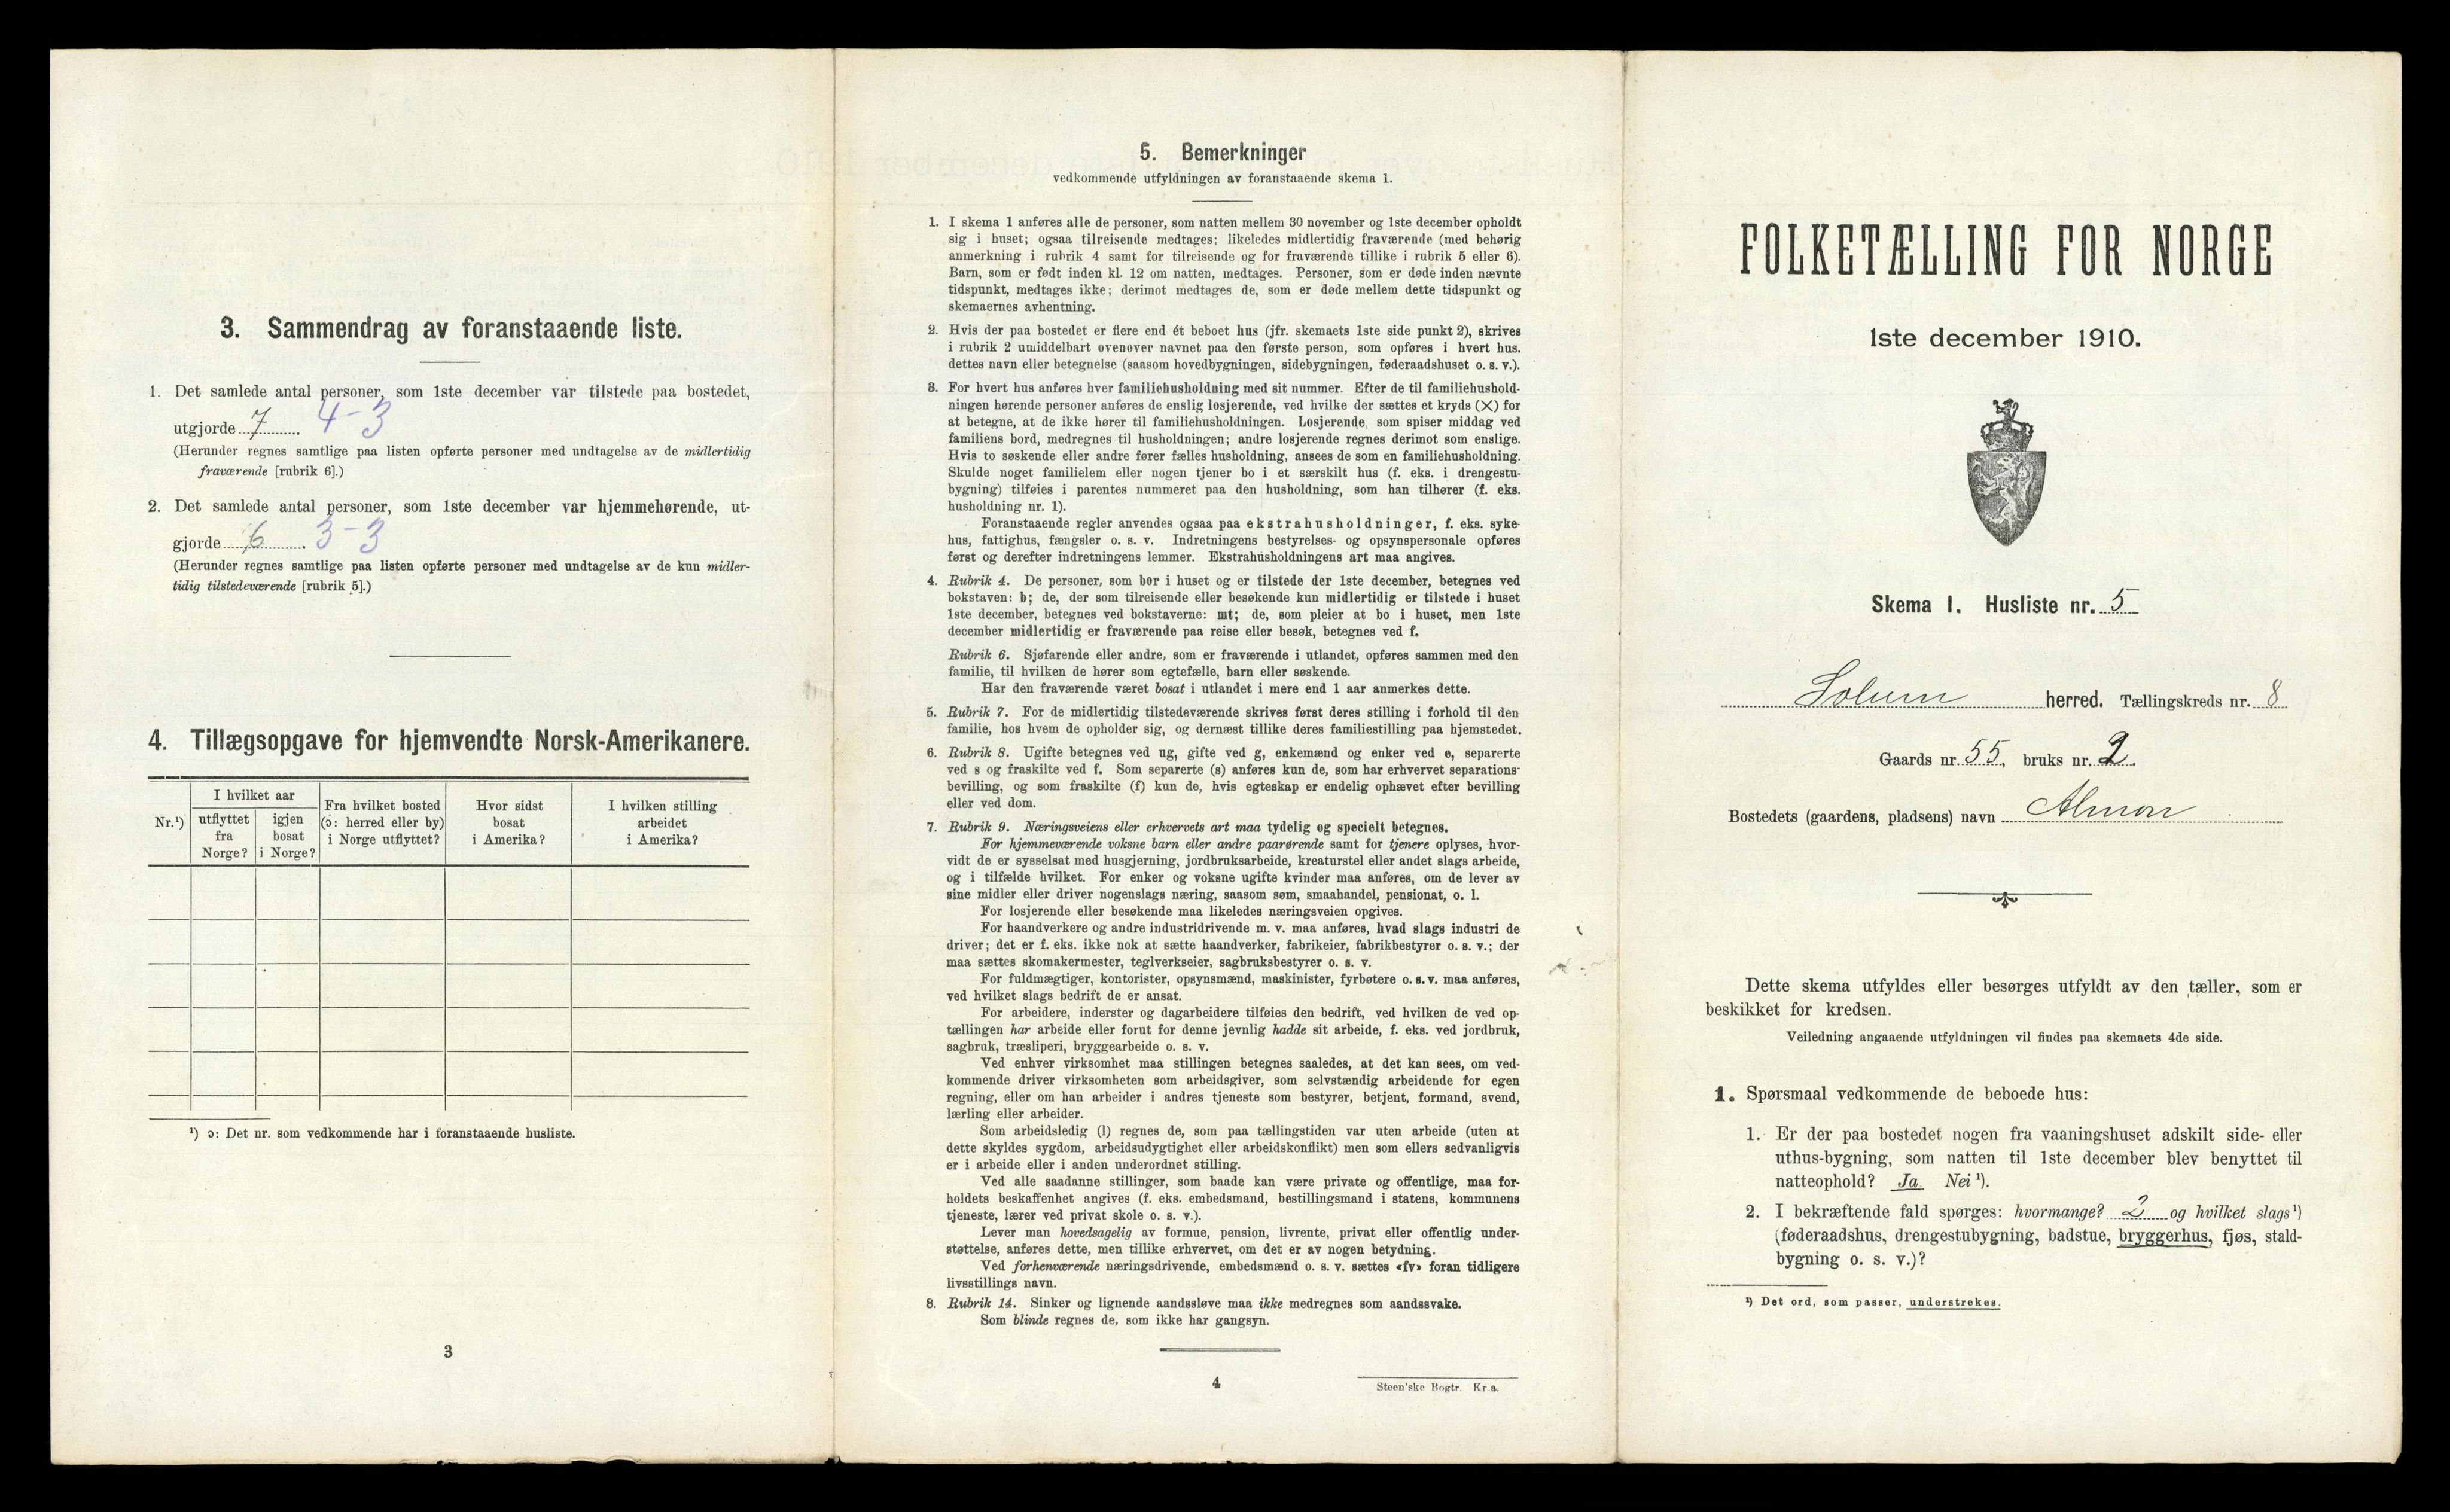 3. Sammendrag av foranstaaende liste.
1. Det samlede antal personer, som 1ste december var tilstede paa bostedet,
utgjorde 7. 4-3
(Herunder regnes samtlige paa listen opførte personer med undtagelse av de midlertidig
fraværende [rubrik 6].)
2. Det samlede antal personer, som 1ste december var hjemmehørende, ut-
gjorde 6. 3-3
(Herunder regnes samtlige paa listen opførte personer med undtagelse av de kun midler-
tidig tilstedeværende [rubrik 5].)
4. Tillægsopgave for hjemvendte Norsk-Amerikanere.
Nr.¹)
I hvilket aar
utflyttet fra Norge?
igjen bosat i Norge?
Fra hvilket bosted (ɔ: herred eller by) i Norge utflyttet?
Hvor sidst bosat i Amerika?
I hvilken stilling arbeidet i Amerika?
¹) ɔ: Det nr. som vedkommende har i foranstaaende husliste.
3
5. Bemerkninger
vedkommende utfyldningen av foranstaaende skema 1.
1. I skema 1 anføres alle de personer, som natten mellem 30 november og 1ste december opholdt
sig i huset; ogsaa tilreisende medtages; likeledes midlertidig fraværende (med behørig
anmerkning i rubrik 4 samt for tilreisende og for fraværende tillike i rubrik 5 eller 6).
Barn, som er født inden kl. 12 om natten, medtages. Personer, som er døde inden nævnte
tidspunkt, medtages ikke; derimot medtages de, som er døde mellem dette tidspunkt og
skemaernes avhentning.
2. Hvis der paa bostedet er flere end ét beboet hus (jfr. skemaets 1ste side punkt 2), skrives
i rubrik 2 umiddelbart ovenover navnet paa den første person, som opføres i hvert hus.
dettes navn eller betegnelse (saasom hovedbygningen, sidebygningen, føderaadshuset o. s. v.).
3. For hvert hus anføres hver familiehusholdning med sit nummer. Efter de til familiehushold-
ningen hørende personer anføres de enslig losjerende, ved hvilke der sættes et kryds (×) for
at betegne, at de ikke hører til familiehusholdningen. Losjerende, som spiser middag ved
familiens bord, medregnes til husholdningen; andre losjerende regnes derimot som enslige.
Hvis to søskende eller andre fører fælles husholdning, ansees de som en familiehusholdning.
Skulde noget familielem eller nogen tjener bo i et særskilt hus (f. eks. i drengestu-
bygning) tilføies i parentes nummeret paa den husholdning, som han tilhører (f. eks.
husholdning nr. 1).
Foranstaaende regler anvendes ogsaa paa ekstrahusholdninger, f. eks. syke-
hus, fattighus, fængsler o. s. v. Indretningens bestyrelses- og opsynspersonale opføres
først og derefter indretningens lemmer. Ekstrahusholdningens art maa angives.
4. Rubrik 4. De personer, som bor i huset og er tilstede der 1ste december, betegnes ved
bokstaven: b; de, der som tilreisende eller besøkende kun midlertidig er tilstede i huset
1ste december, betegnes ved bokstaverne: mt; de, som pleier at bo i huset, men 1ste
december midlertidig er fraværende paa reise eller besøk, betegnes ved f.
Rubrik 6. Sjøfarende eller andre, som er fraværende i utlandet, opføres sammen med den
familie, til hvilken de hører som egtefælle, barn eller søskende.
Har den fraværende været bosat i utlandet i mere end 1 aar anmerkes dette.
5. Rubrik 7. For de midlertidig tilstedeværende skrives først deres stilling i forhold til den
familie, hos hvem de opholder sig, og dernæst tillike deres familiestilling paa hjemstedet.
6. Rubrik 8. Ugifte betegnes ved ug, gifte ved g, enkemænd og enker ved e, separerte
ved s og fraskilte ved f. Som separerte (s) anføres kun de, som har erhvervet separations-
bevilling, og som fraskilte (f) kun de, hvis egteskap er endelig ophævet efter bevilling
eller ved dom.
7. Rubrik 9. Næringsveiens eller erhvervets art maa tydelig og specielt betegnes.
For hjemmeværende voksne barn eller andre paarørende samt for tjenere oplyses, hvor-
vidt de er sysselsat med husgjerning, jordbruksarbeide, kreaturstel eller andet slags arbeide,
og i tilfælde hvilket. For enker og voksne ugifte kvinder maa anføres, om de lever av
sine midler eller driver nogenslags næring, saasom søm, smaahandel, pensionat, o. l.
For losjerende eller besøkende maa likeledes næringsveien opgives.
For haandverkere og andre industridrivende m. v. maa anføres, hvad slags industri de
driver; det er f. eks. ikke nok at sætte haandverker, fabrikeier, fabrikbestyrer o. s. v.; der
maa sættes skomakermester, teglverkseier, sagbruksbestyrer o. s. v.
For fuldmægtiger, kontorister, opsynsmænd, maskinister, fyrbøtere o. s. v. maa anføres,
ved hvilket slags bedrift de er ansat.
For arbeidere, inderster og dagarbeidere tilføies den bedrift, ved hvilken de ved op-
tællingen har arbeide eller forut for denne jevnlig hadde sit arbeide, f. eks. ved jordbruk,
sagbruk, træsliperi, bryggearbeide o. s. v.
Ved enhver virksomhet maa stillingen betegnes saaledes, at det kan sees, om ved-
kommende driver virksomheten som arbeidsgiver, som selvstændig arbeidende for egen
regning, eller om han arbeider i andres tjeneste som bestyrer, betjent, formand, svend,
lærling eller arbeider.
Som arbeidsledig (l) regnes de, som paa tællingstiden var uten arbeide (uten at
dette skyldes sygdom, arbeidsudygtighet eller arbeidskonflikt) men som ellers sedvanligvis
er i arbeide eller i anden underordnet stilling.
Ved alle saadanne stillinger, som baade kan være private og offentlige, maa for-
holdets beskaffenhet angives (f. eks. embedsmand, bestillingsmand i statens, kommunens
tjeneste, lærer ved privat skole o. s. v.).
Lever man hovedsagelig av formue, pension, livrente, privat eller offentlig under-
støttelse, anføres dette, men tillike erhvervet, om det er av nogen betydning.
Ved forhenværende næringsdrivende, embedsmænd o. s. v. sættes «fv» foran tidligere
livsstillings navn.
8. Rubrik 14. Sinker og lignende aandssløve maa ikke medregnes som aandssvake.
Som blinde regnes de, som ikke har gangsyn.
4
Steen'ske Bogtr. Kr.a.
FOLKETÆLLING FOR NORGE
1ste december 1910.
Skema 1. Husliste nr. 5
Solum herred. Tællingskreds nr. 8
Gaards nr. 55, bruks nr. 2.
Bostedets (gaardens, pladsens) navn Almon
Dette skema utfyldes eller besørges utfyldt av den tæller, som er
beskikket for kredsen.
Veiledning angaaende utfyldningen vil findes paa skemaets 4de side.
1. Spørsmaal vedkommende de beboede hus:
1. Er der paa bostedet nogen fra vaaningshuset adskilt side- eller
uthus-bygning, som natten til 1ste december blev benyttet til
natteophold? Ja Nei ¹).
2. I bekræftende fald spørges: hvormange? 2 og hvilket slags¹)
(føderaadshus, drengestubygning, badstue, bryggerhus, fjøs, stald-
bygning o. s. v.)?
¹) Det ord, som passer, understrekes.